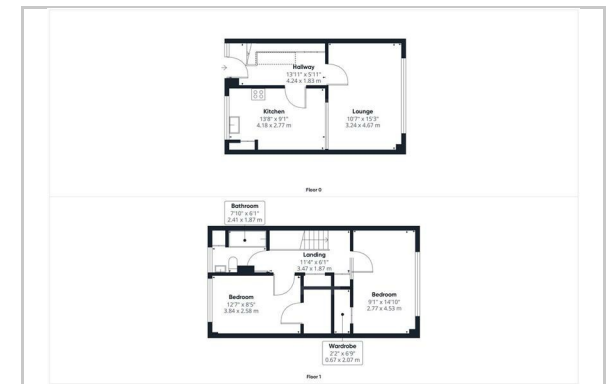 Hallway
13'11" x 5'11"
4.24 x 1.83 m
Kitchen
13'8" x 9'1"
4.18 x 2.77 m
Lounge
10'7" x 15'3"
3.24 x 4.67 m
Floor 0
Bathroom
7'10" x 6'1"
2.41 x 1.87 m
Landing
11'4" x 6'1"
3.47 x 1.87 m
Bedroom
12'7" x 8'5"
3.84 x 2.58 m
Bedroom
9'1" x 14'10"
2.77 x 4.53 m
Wardrobe
2'2" x 6'9"
0.67 x 2.07 m
Floor 1